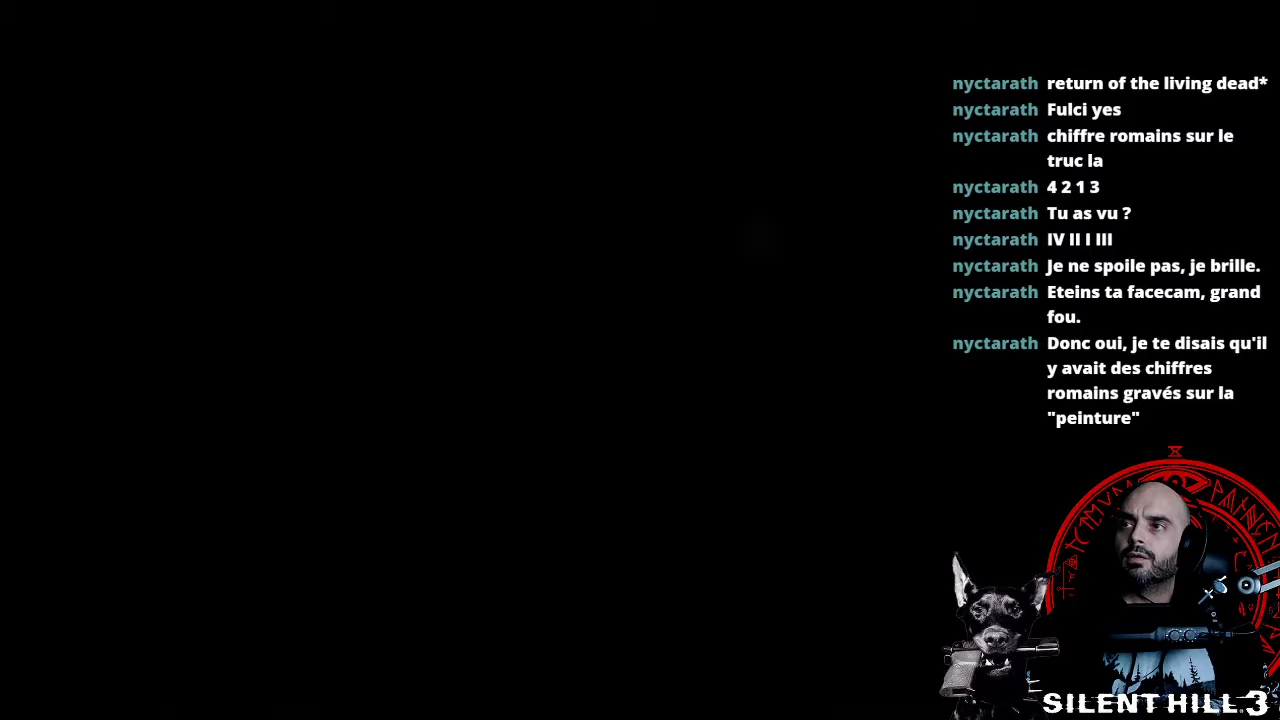 nyctarath return of the living dead*
nyctarath Fulci yes
nyctarath chiffre romains sur le
truc la
nyctarath 4 2 1 3
nyctarath Tu as vu ?
nyctarath IV II I III
nyctarath Je ne spoile pas, je brille.
nyctarath Eteins ta facecam, grand
fou.
nyctarath Donc oui, je te disais qu'il
y avait des chiffres
romains gravés sur la
"peinture"
SILENT HILL 3